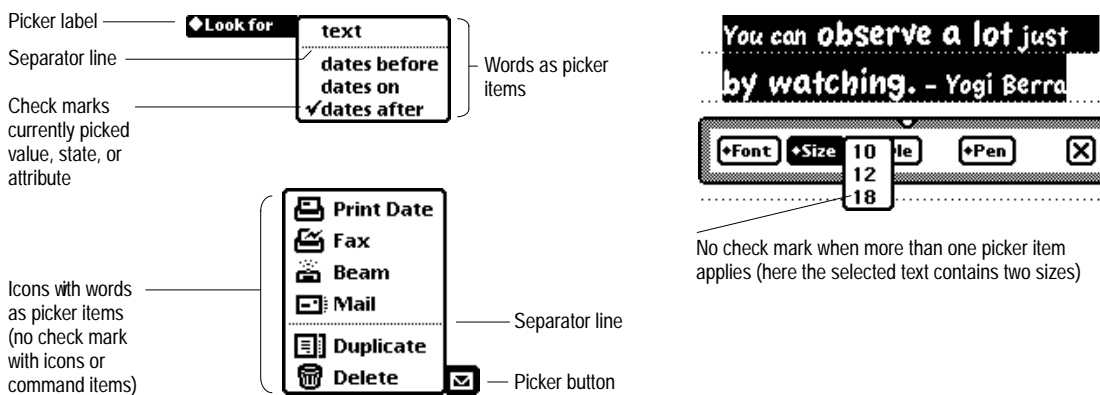 Picker label
◆Look for
text
Separator line
dates before
dates on
✓dates after
Words as picker
items
Check marks
currently picked
value, state, or
attribute
Print Date
Fax
Beam
Mail
Duplicate
Delete
Icons with words
as picker items
(no check mark
with icons or
command items)
Separator line
Picker button
You can observe a lot just
by watching. – Yogi Berra
◆Font ◆Size le ◆Pen
10
12
18
No check mark when more than one picker item
applies (here the selected text contains two sizes)